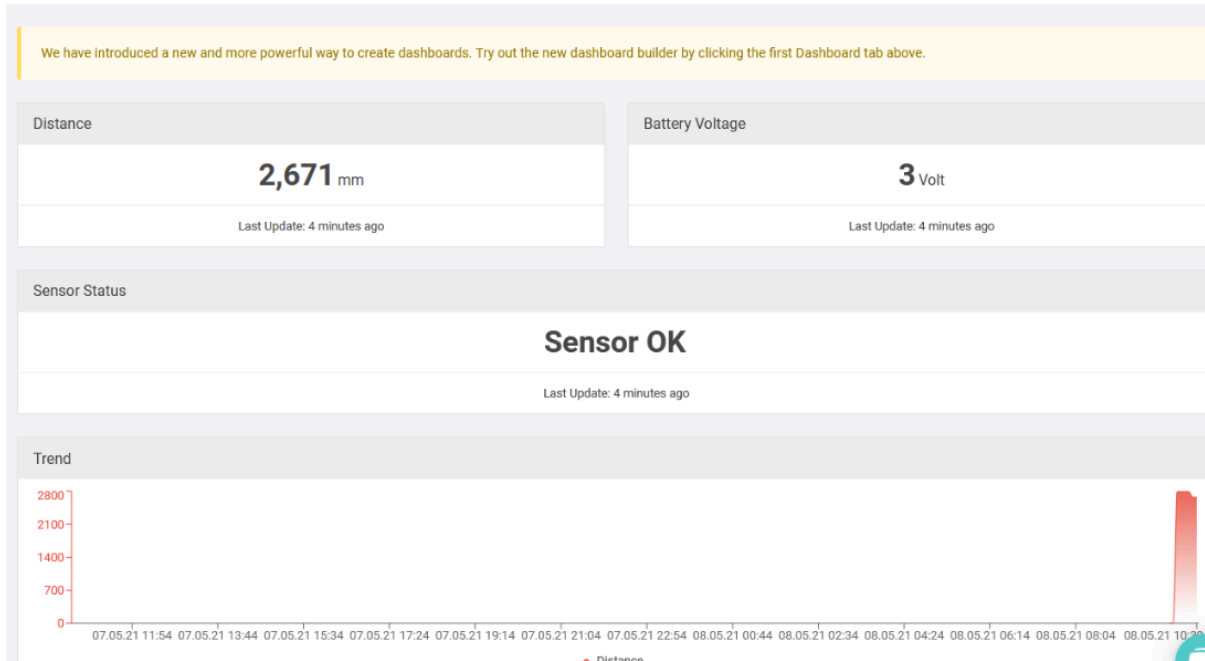 We have introduced a new and more powerful way to create dashboards. Try out the new dashboard builder by clicking the first Dashboard tab above.
Distance
2,671 mm
Last Update: 4 minutes ago
Battery Voltage
3 Volt
Last Update: 4 minutes ago
Sensor Status
Sensor OK
Last Update: 4 minutes ago
Trend
2800
2100
1400
700
0
07.05.21 11:54 07.05.21 13:44 07.05.21 15:34 07.05.21 17:24 07.05.21 19:14 07.05.21 21:04 07.05.21 22:54 08.05.21 00:44 08.05.21 02:34 08.05.21 04:24 08.05.21 06:14 08.05.21 08:04 08.05.21
Distance